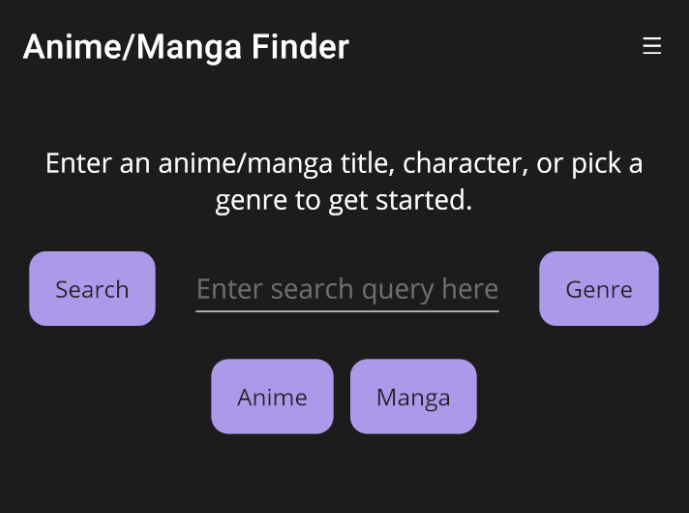 Anime/Manga Finder
Enter an anime/manga title, character, or pick a
genre to get started.
Search
Enter search query here
Genre
Anime
Manga